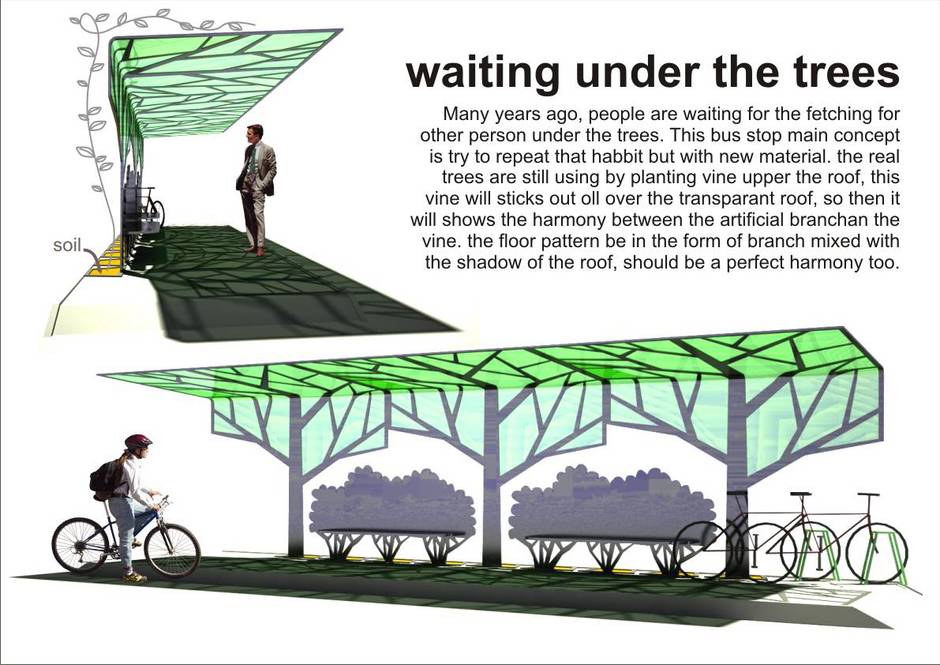 waiting under the trees
Many years ago, people are waiting for the fetching for
other person under the trees. This bus stop main concept
is try to repeat that habbit but with new material. the real
trees are still using by planting vine upper the roof, this
vine will sticks out oll over the transparant roof, so then it
will shows the harmony between the artificial branchan the
vine. the floor pattern be in the form of branch mixed with
the shadow of the roof, should be a perfect harmony too.
soil